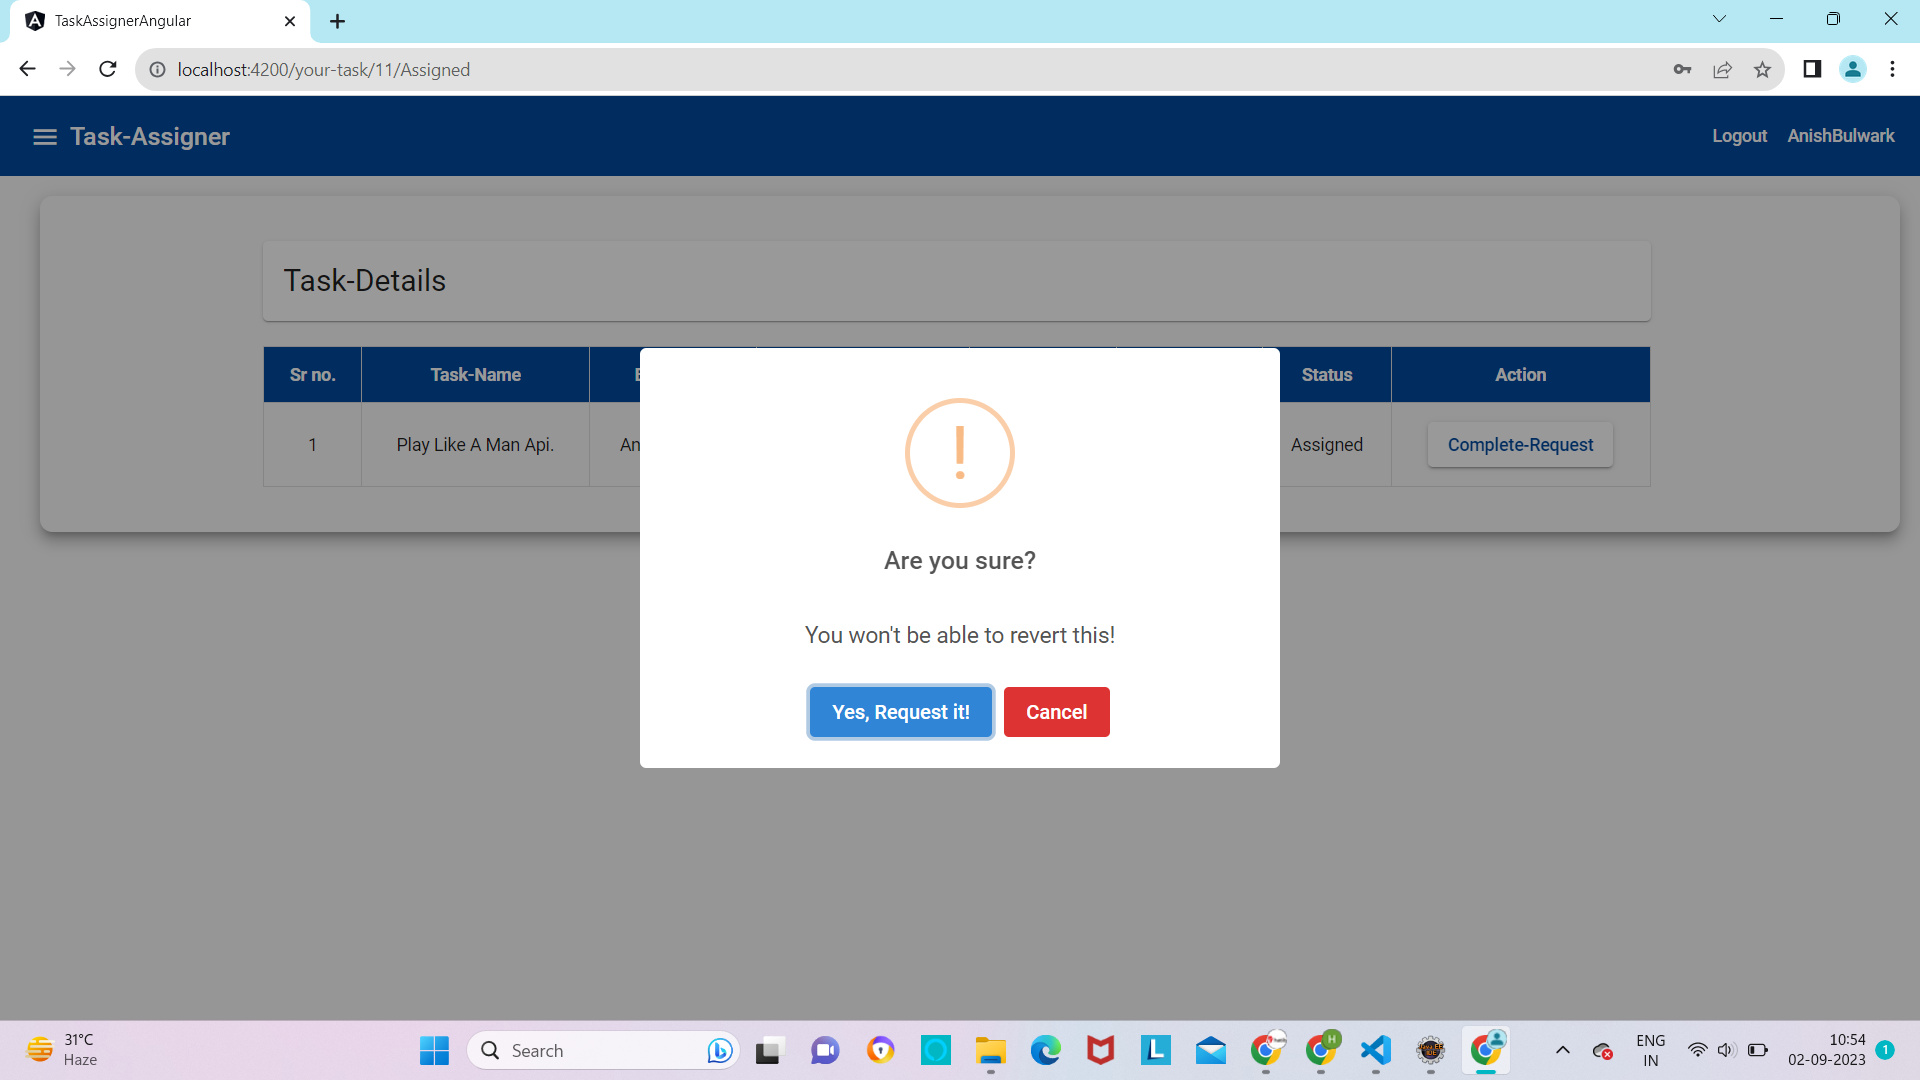 TaskAssignerAngular
localhost:4200/your-task/11/Assigned
Task-Assigner
Logout AnishBulwark
Task-Details
Sr no. Task-Name Status Action
1 Play Like A Man Api. An Assigned Complete-Request
!
Are you sure?
You won't be able to revert this!
Yes, Request it! Cancel
31°C
Haze
Search
H
L
ENG
IN
10:54
02-09-2023
1